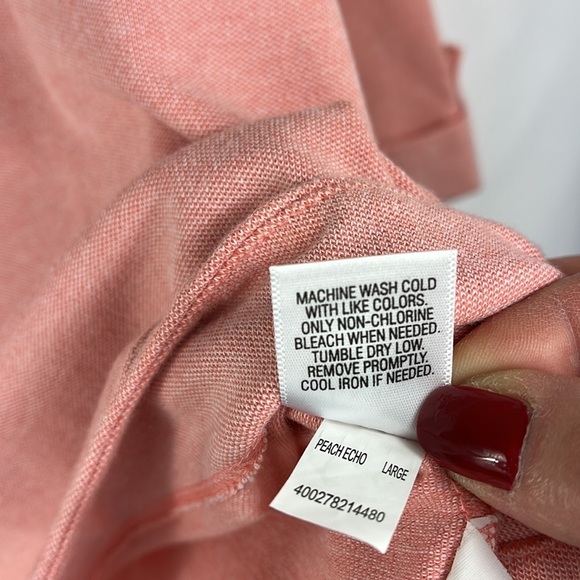 MACHINE WASH COLD
WITH LIKE COLORS.
ONLY NON-CHLORINE
BLEACH WHEN NEEDED.
TUMBLE DRY LOW.
REMOVE PROMPTLY.
COOL IRON IF NEEDED.
PEACH ECHO LARGE
400278214480